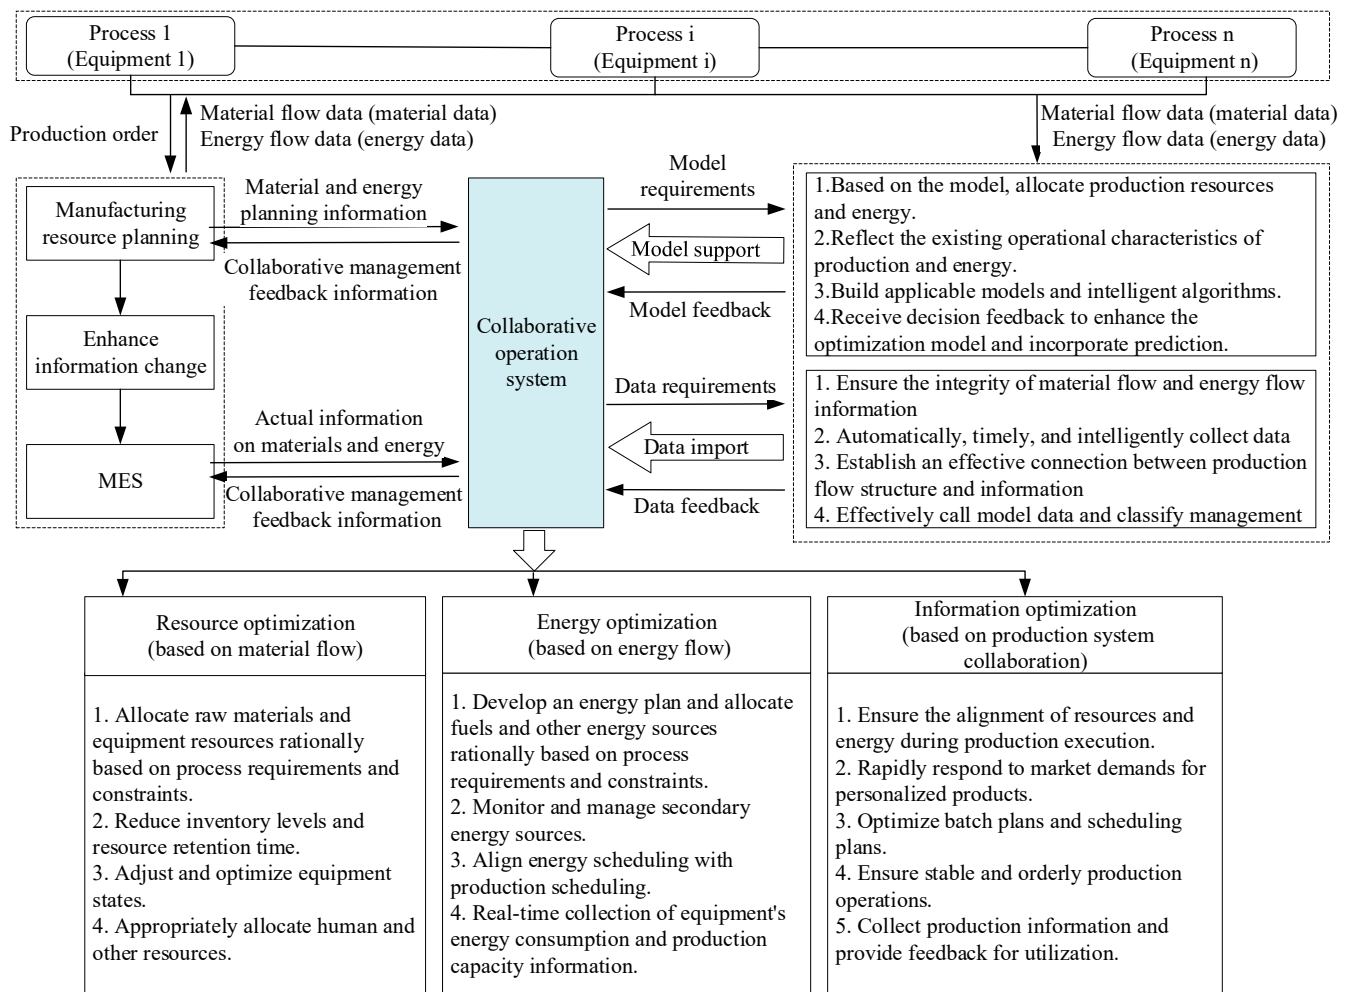 Process 1
(Equipment 1)
Process i
(Equipment i)
Process n
(Equipment n)
Production order
Material flow data (material data)
Energy flow data (energy data)
Material flow data (material data)
Energy flow data (energy data)
Manufacturing
resource planning
Enhance
information change
MES
Material and energy
planning information
Collaborative management
feedback information
Actual information
on materials and energy
Collaborative management
feedback information
Collaborative
operation
system
Model
requirements
Model support
Model feedback
Data requirements
Data import
Data feedback
1.Based on the model, allocate production resources
and energy.
2.Reflect the existing operational characteristics of
production and energy.
3.Build applicable models and intelligent algorithms.
4.Receive decision feedback to enhance the
optimization model and incorporate prediction.
1. Ensure the integrity of material flow and energy flow
information
2. Automatically, timely, and intelligently collect data
3. Establish an effective connection between production
flow structure and information
4. Effectively call model data and classify management
Resource optimization
(based on material flow)
1. Allocate raw materials and
equipment resources rationally
based on process requirements and
constraints.
2. Reduce inventory levels and
resource retention time.
3. Adjust and optimize equipment
states.
4. Appropriately allocate human and
other resources.
Energy optimization
(based on energy flow)
1. Develop an energy plan and allocate
fuels and other energy sources
rationally based on process
requirements and constraints.
2. Monitor and manage secondary
energy sources.
3. Align energy scheduling with
production scheduling.
4. Real-time collection of equipment's
energy consumption and production
capacity information.
Information optimization
(based on production system
collaboration)
1. Ensure the alignment of resources and
energy during production execution.
2. Rapidly respond to market demands for
personalized products.
3. Optimize batch plans and scheduling
plans.
4. Ensure stable and orderly production
operations.
5. Collect production information and
provide feedback for utilization.